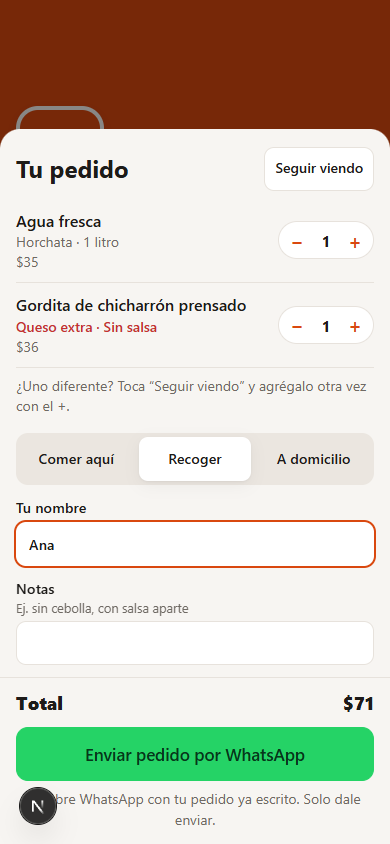 Tu pedido
Seguir viendo
Agua fresca
Horchata · 1 litro
$35
− 1 +
Gordita de chicharrón prensado
Queso extra · Sin salsa
$36
− 1 +
¿Uno diferente? Toca “Seguir viendo” y agrégalo otra vez
con el +.
Comer aquí
Recoger
A domicilio
Tu nombre
Ana
Notas
Ej. sin cebolla, con salsa aparte
Total
$71
Enviar pedido por WhatsApp
N
WhatsApp con tu pedido ya escrito. Solo dale
enviar.